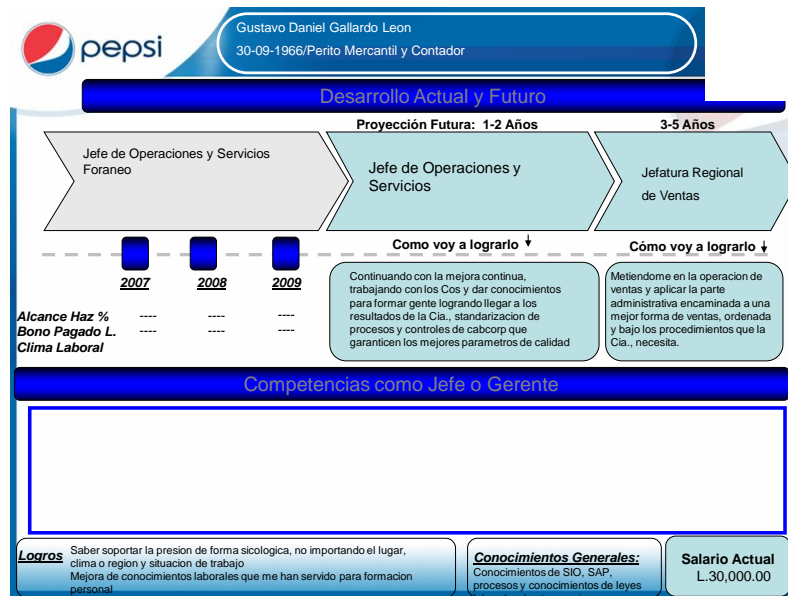 pepsi
Gustavo Daniel Gallardo Leon
30-09-1966/Perito Mercantil y Contador
Desarrollo Actual y Futuro
Proyección Futura: 1-2 Años
3-5 Años
Jefe de Operaciones y Servicios
Foraneo
Jefe de Operaciones y
Servicios
Jefatura Regional
de Ventas
Como voy a lograrlo
Cómo voy a lograrlo
2007 2008 2009
Alcance Haz % ---- ---- ----
Bono Pagado L. ---- ---- ----
Clima Laboral
Continuando con la mejora continua,
trabajando con los Cos y dar conocimientos
para formar gente logrando llegar a los
resultados de la Cia., standarizacion de
procesos y controles de cabcorp que
garanticen los mejores parametros de calidad
Metiendome en la operacion de
ventas y aplicar la parte
administrativa encaminada a una
mejor forma de ventas, ordenada
y bajo los procedimientos que la
Cia., necesita.
Competencias como Jefe o Gerente
Logros
Saber soportar la presion de forma sicologica, no importando el lugar,
clima o region y situacion de trabajo
Mejora de conocimientos laborales que me han servido para formacion
personal
Conocimientos Generales:
Conocimientos de SIO, SAP,
procesos y conocimientos de leyes
Salario Actual
L.30,000.00